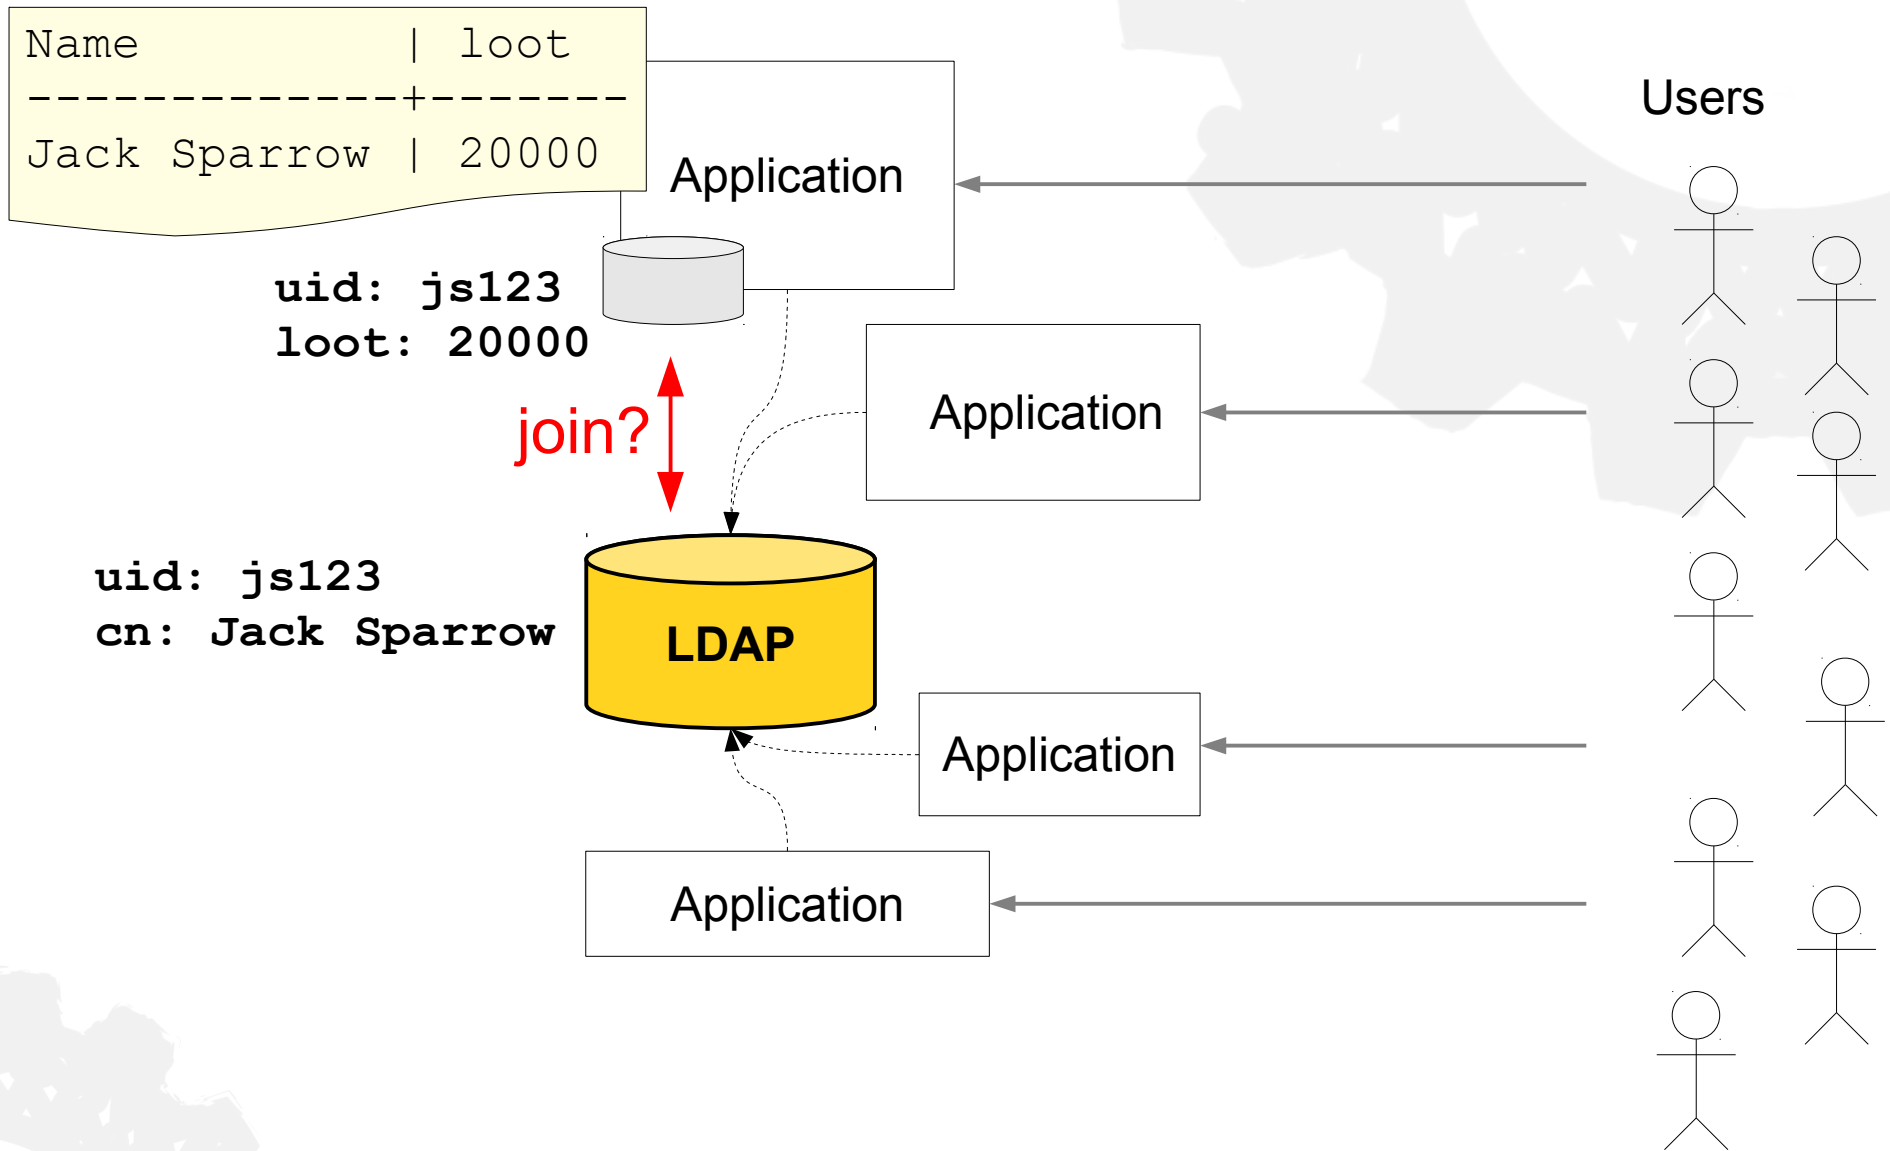 Name          | loot
-------------+-------
Jack Sparrow | 20000
Users
Application
uid: js123
loot: 20000
join?
Application
uid: js123
cn: Jack Sparrow
LDAP
Application
Application